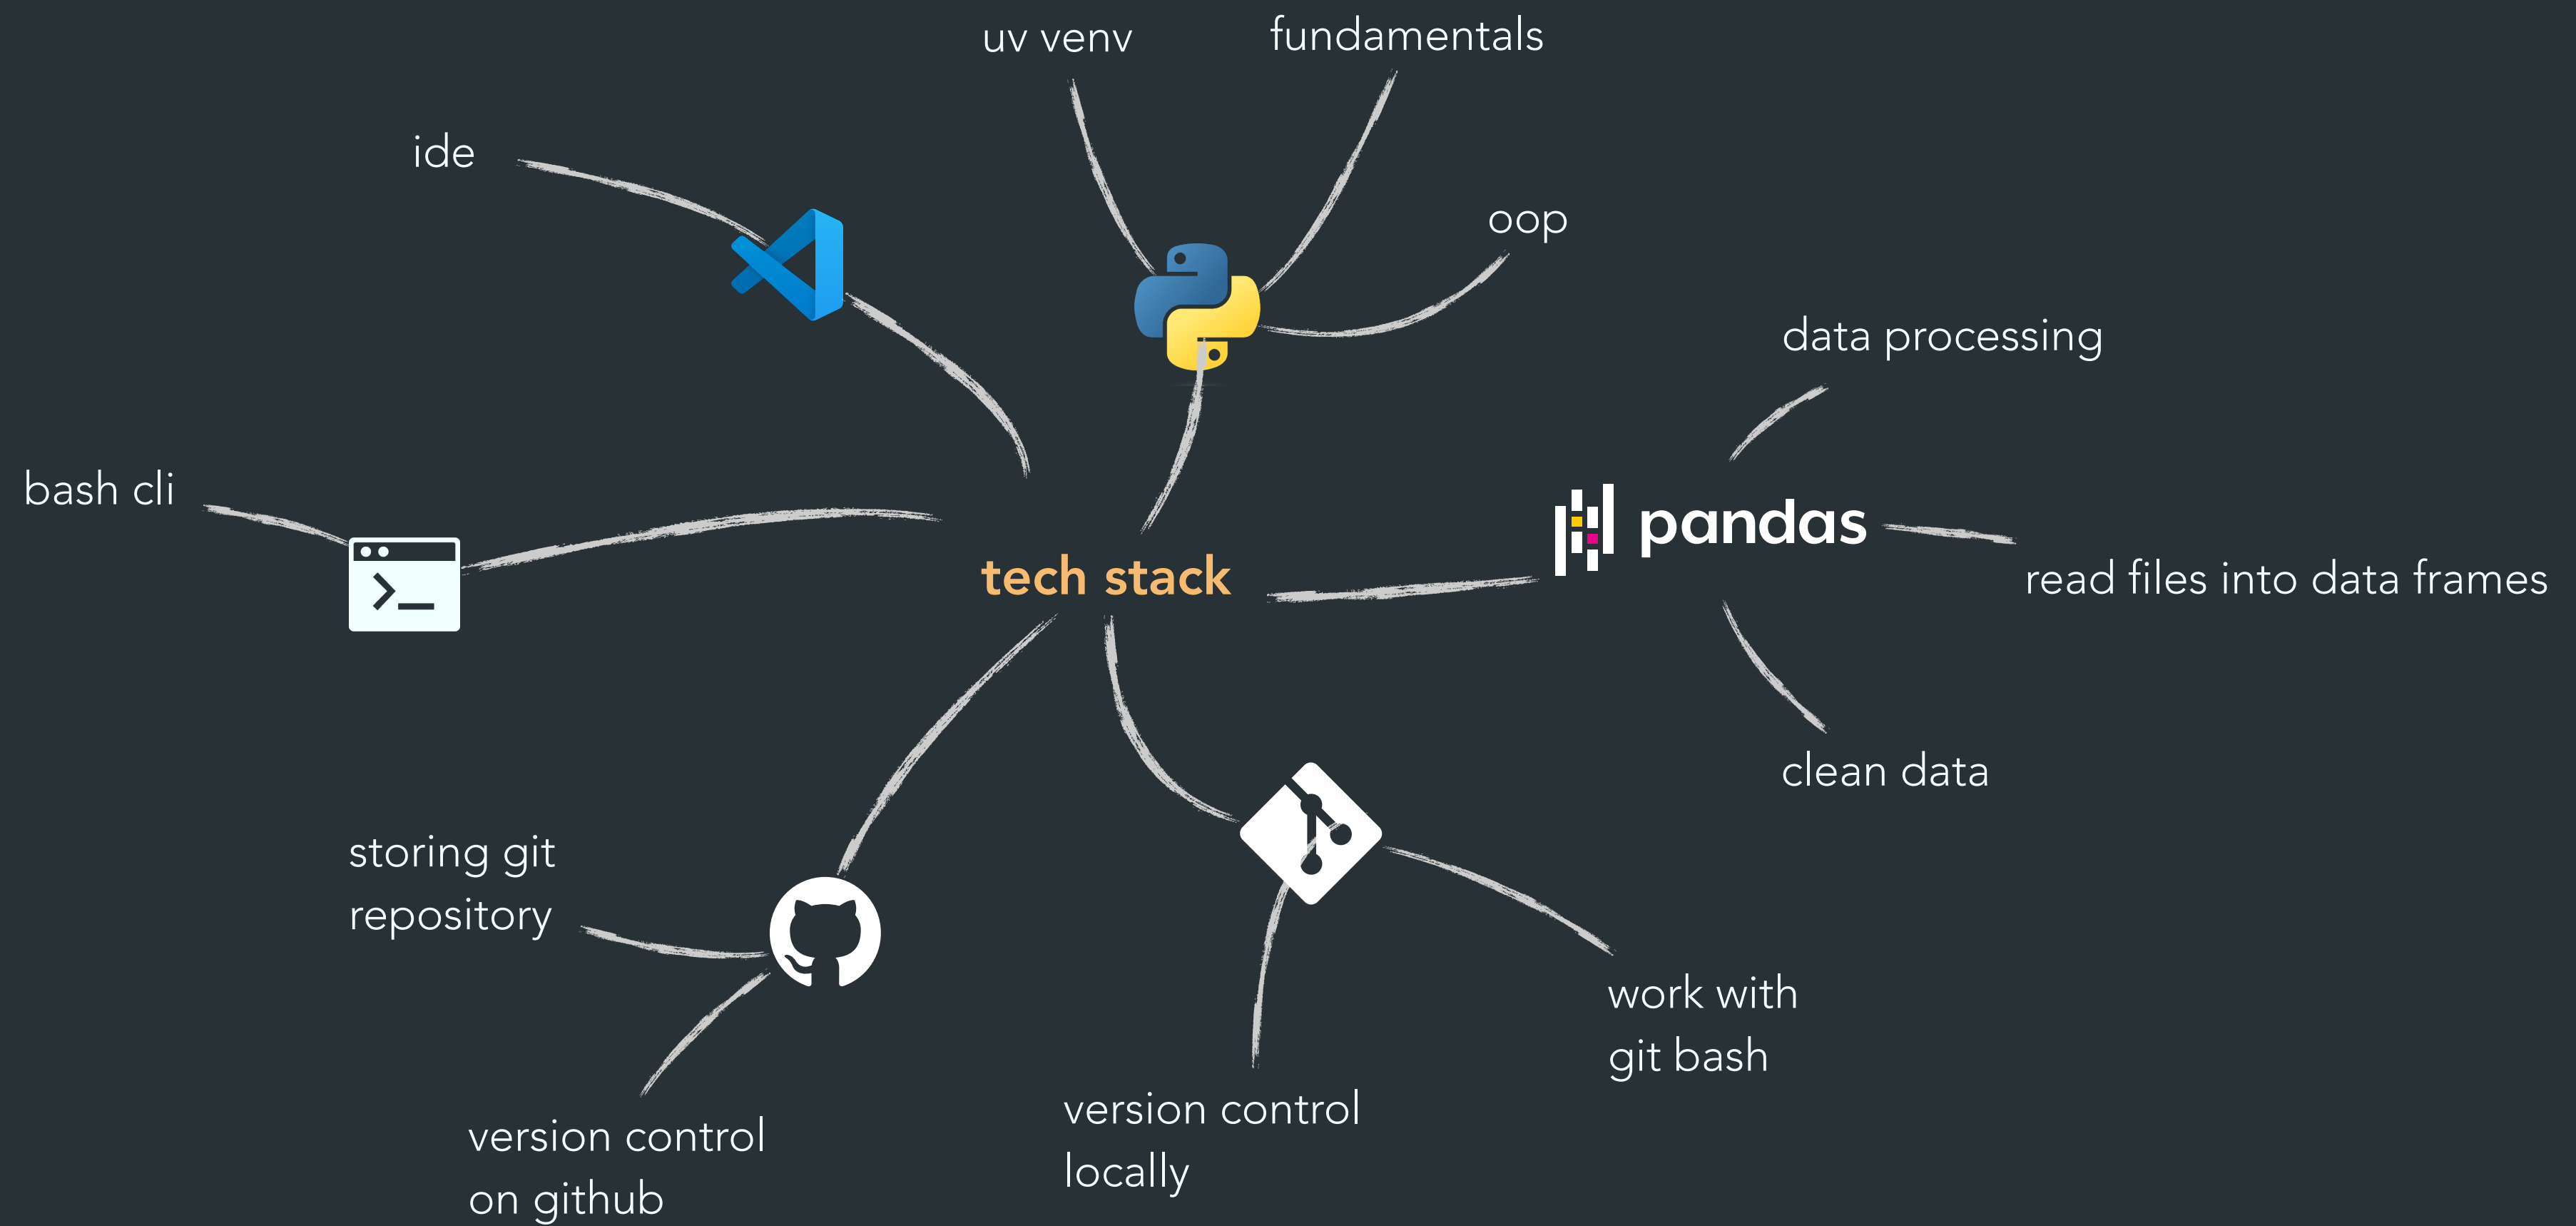 uv venv
fundamentals
ide
oop
data processing
bash cli
pandas
tech stack
read files into data frames
clean data
storing git
repository
work with
git bash
version control
locally
version control
on github